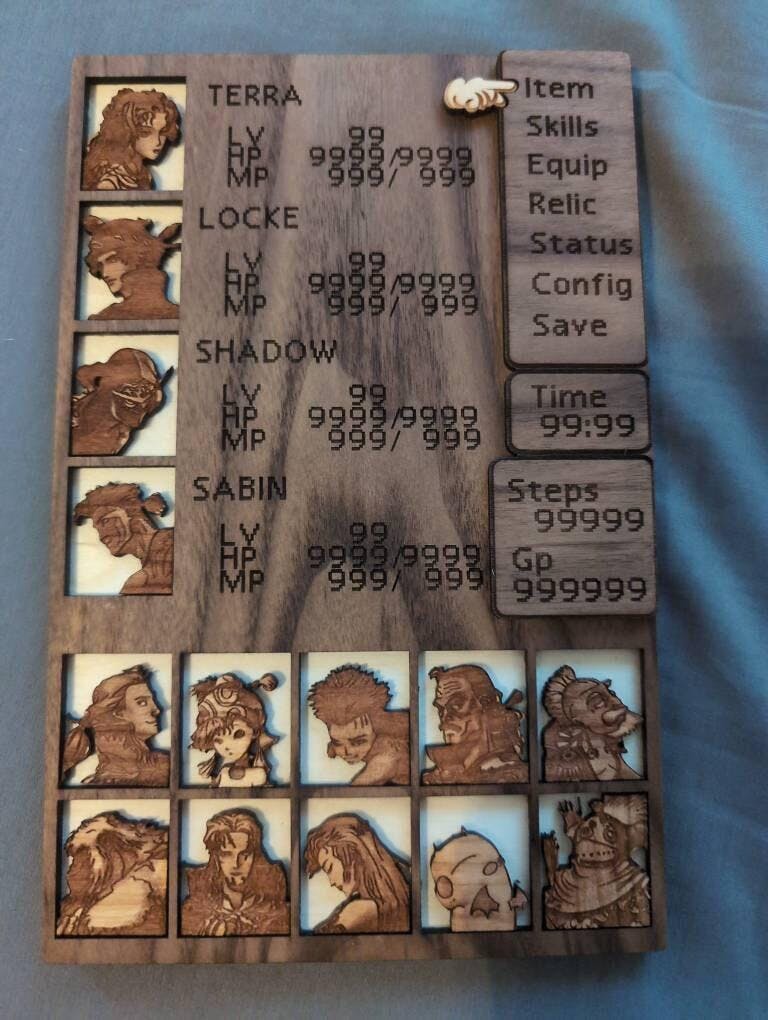 TERRA
LV 99
HP 9999/9999
MP 999/ 999
LOCKE
LV 99
HP 9999/9999
MP 999/ 999
SHADOW
LV 99
HP 9999/9999
MP 999/ 999
SABIN
LV 99
HP 9999/9999
MP 999/ 999
Item
Skills
Equip
Relic
Status
Config
Save
Time
99:99
Steps
99999
Gp
999999